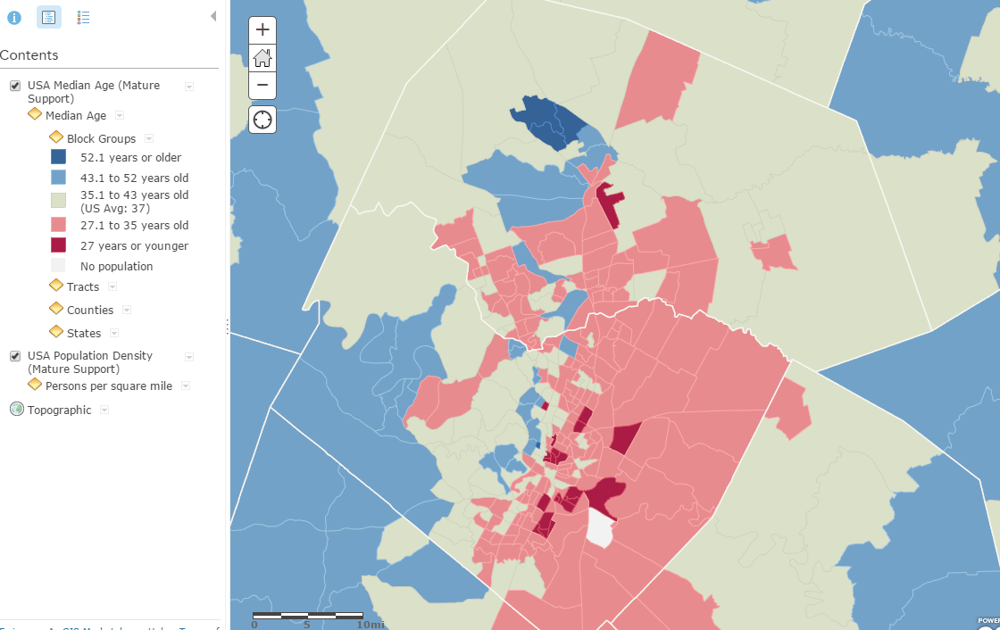 Contents
USA Median Age (Mature
Support)
Median Age
Block Groups
52.1 years or older
43.1 to 52 years old
35.1 to 43 years old
(US Avg: 37)
27.1 to 35 years old
27 years or younger
No population
Tracts
Counties
States
USA Population Density
(Mature Support)
Persons per square mile
Topographic
0 5 10mi
POWER